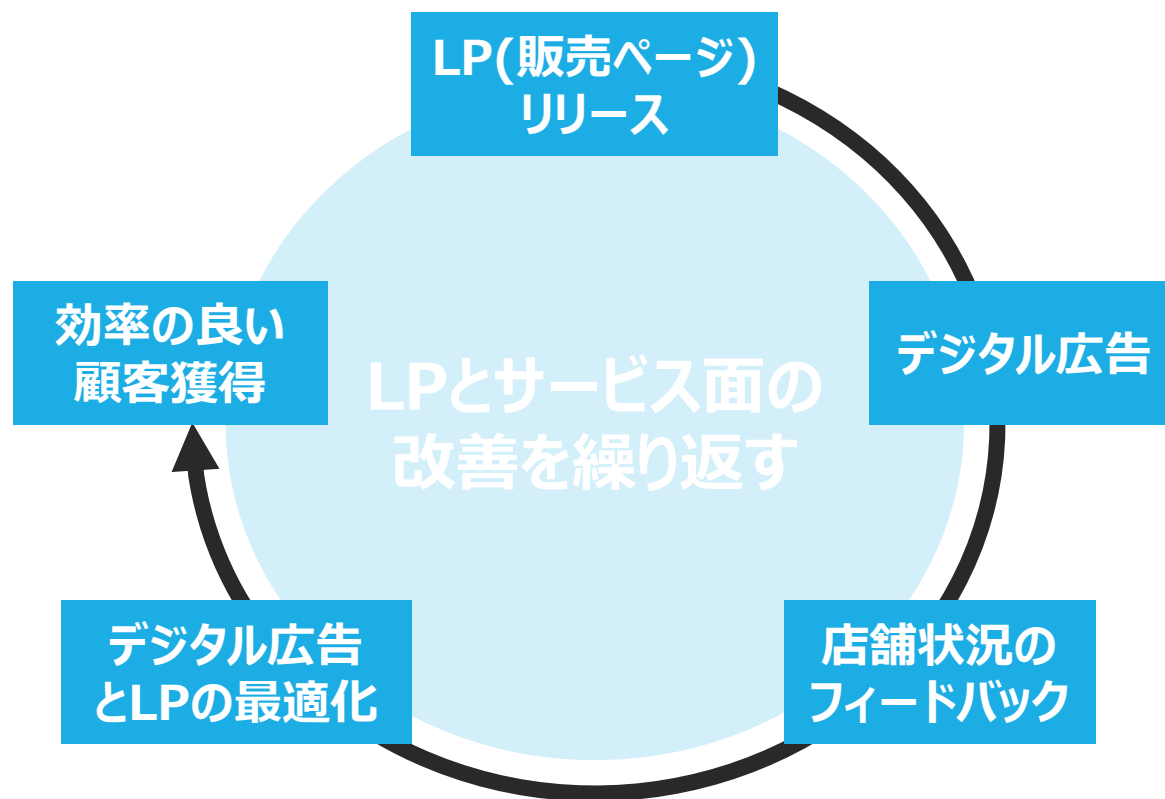 LP(販売ページ)
リリース
効率の良い
顧客獲得
デジタル広告
LPとサービス面の
改善を繰り返す
デジタル広告
とLPの最適化
店舗状況の
フィードバック